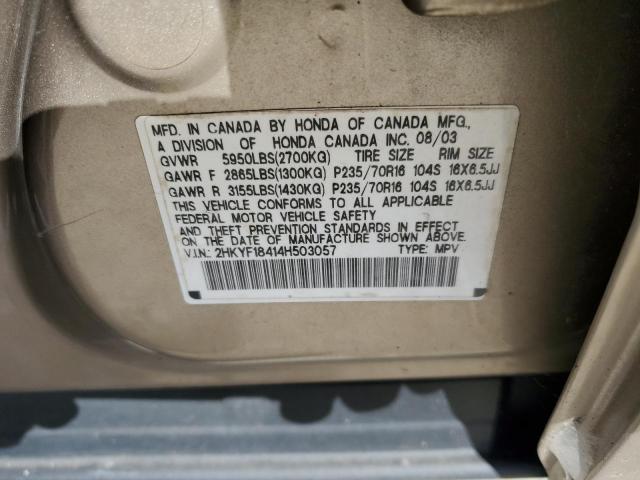 MFD. IN CANADA BY HONDA OF CANADA MFG.,
A DIVISION OF HONDA CANADA INC. 08/03
GVWR 5950LBS(2700KG) TIRE SIZE RIM SIZE
GAWR F 2865LBS(1300KG) P235/70R16 104S 16X6.5JJ
GAWR R 3155LBS(1430KG) P235/70R16 104S 16X6.5JJ
THIS VEHICLE CONFORMS TO ALL APPLICABLE
FEDERAL MOTOR VEHICLE SAFETY
AND THEFT PREVENTION STANDARDS IN EFFECT
ON THE DATE OF MANUFACTURE SHOWN ABOVE.
V.I.N.: 2HKYF18414H503057 TYPE: MPV